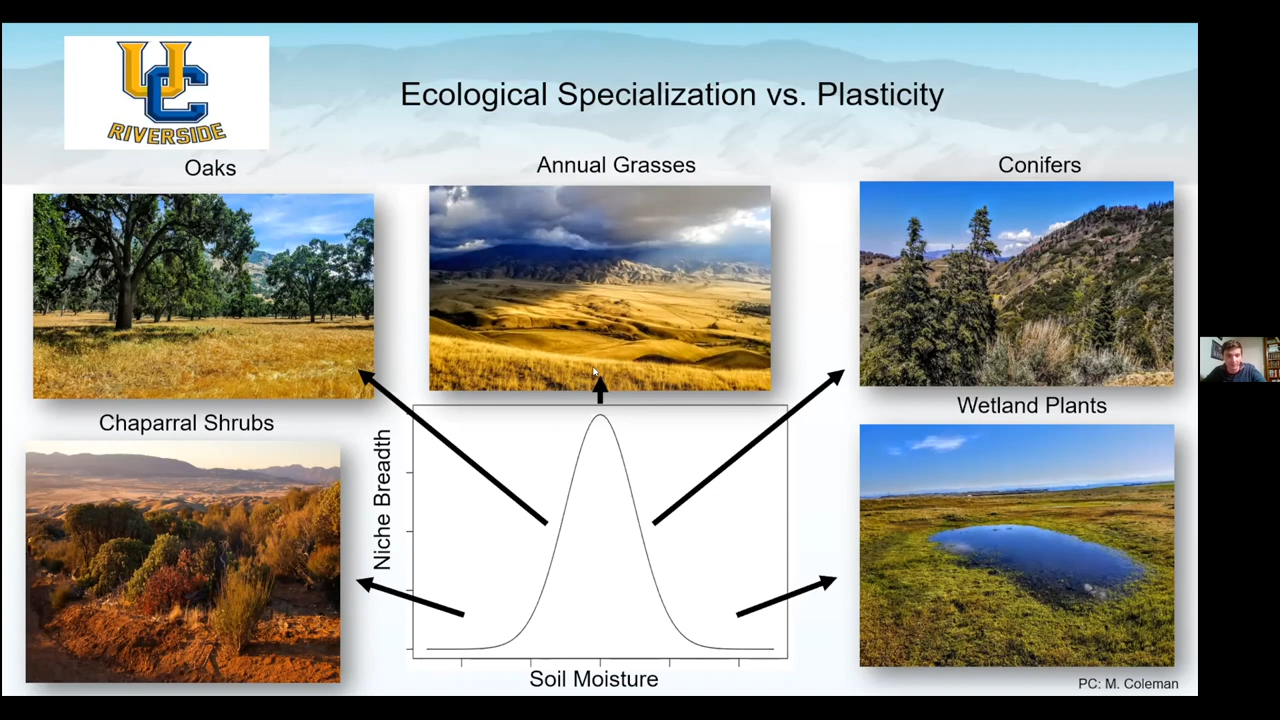 UC
RIVERSIDE
Ecological Specialization vs. Plasticity
Oaks
Annual Grasses
Conifers
Chaparral Shrubs
Wetland Plants
Niche Breadth
Soil Moisture
PC: M. Coleman